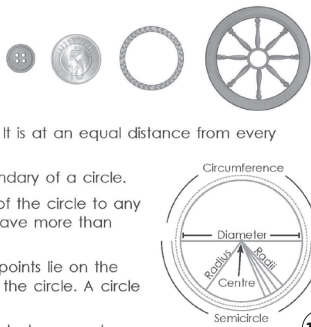 It is at an equal distance from every
ndary of a circle.
of the circle to any
ave more than
points lie on the
the circle. A circle
Circumference
Diameter
Radius
Radii
Centre
Semicircle